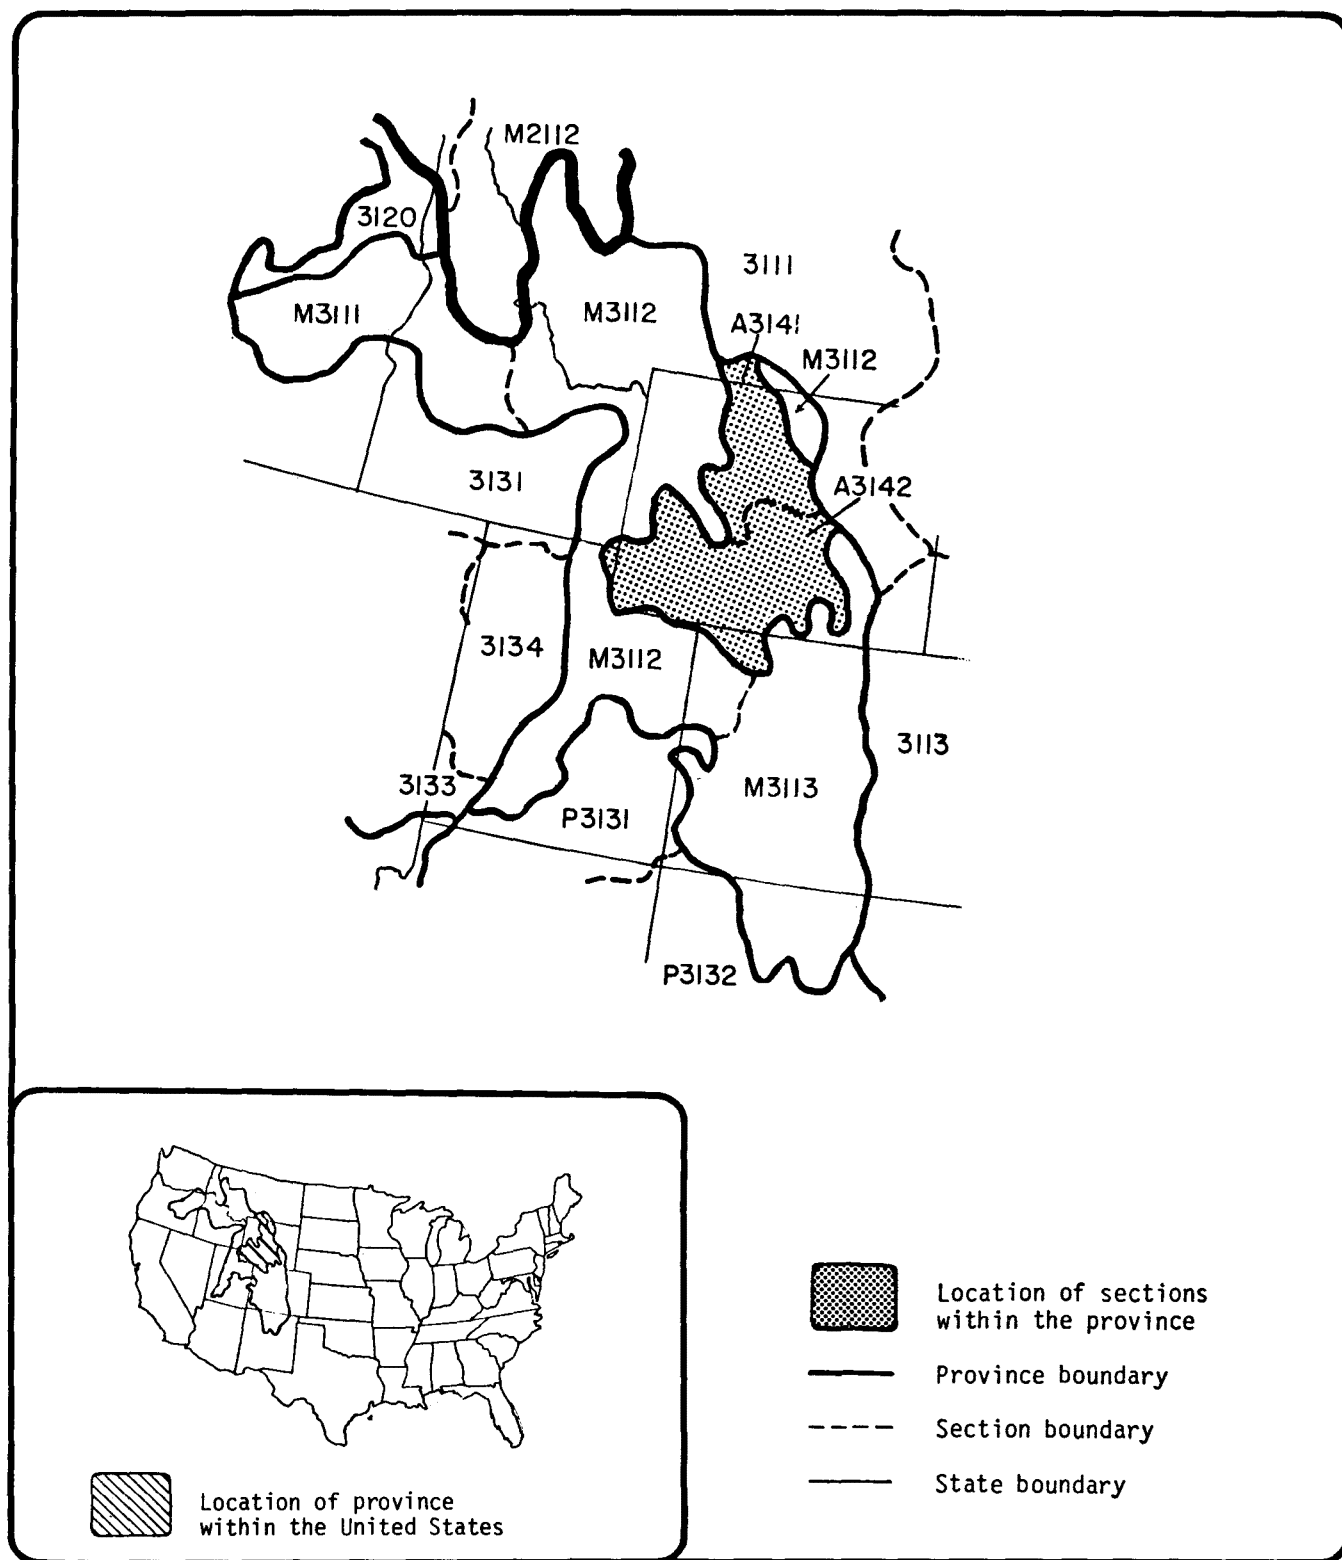 M2112
3120
3111
M3111
M3112
A3141
M3112
3131
A3142
3134
M3112
3113
3133
M3113
P3131
P3132
Location of sections
within the province
Province boundary
Section boundary
State boundary
Location of province
within the United States